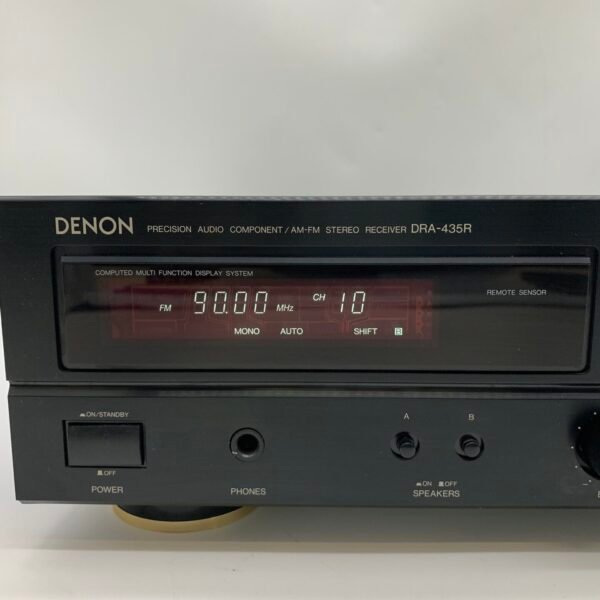 DENON PRECISION AUDIO COMPONENT / AM-FM STEREO RECEIVER DRA-435R
COMPUTED MULTI FUNCTION DISPLAY SYSTEM
REMOTE SENSOR
FM 90.00 MHz CH 10
MONO AUTO SHIFT B
ON/STANDBY
A B
OFF
ON OFF
POWER PHONES SPEAKERS